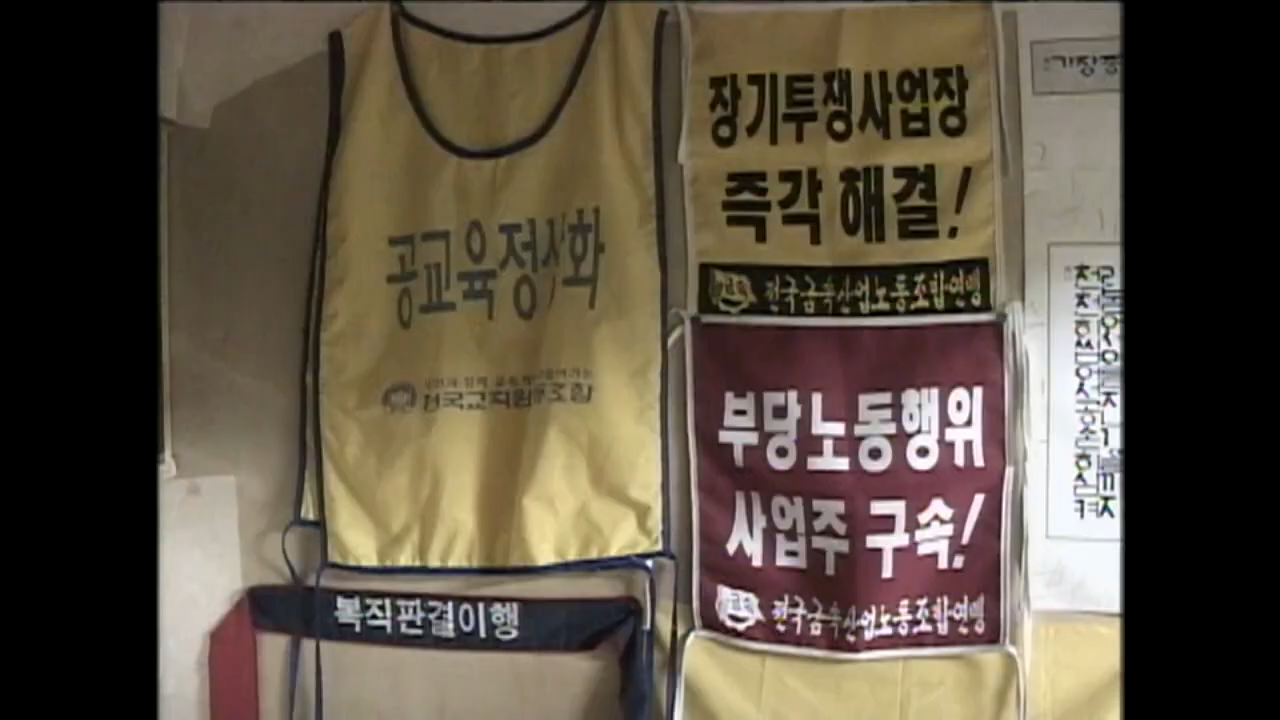 공교육정상화
전국교직원노동조합
복직판결이행
장기투쟁사업장
즉각 해결!
전국금속산업노동조합연맹
부당노동행위
사업주 구속!
전국금속산업노동조합연맹